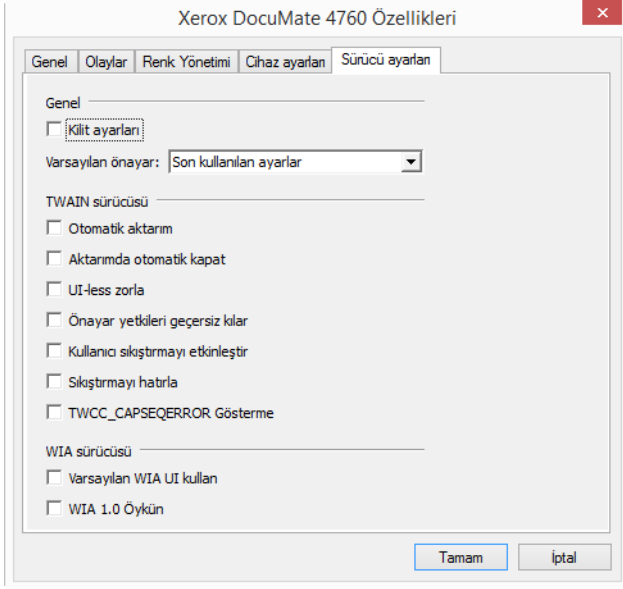 Xerox DocuMate 4760 Özellikleri
Genel Olaylar Renk Yönetimi Cihaz ayarları Sürücü ayarları
Genel
Kilit ayarları
Varsayılan önayar: Son kullanılan ayarlar
TWAIN sürücüsü
Otomatik aktarım
Aktarımda otomatik kapat
UI-less zorla
Önayar yetkileri geçersiz kılar
Kullanıcı sıkıştırmayı etkinleştir
Sıkıştırmayı hatırla
TWCC_CAPSEQERROR Gösterme
WIA sürücüsü
Varsayılan WIA UI kullan
WIA 1.0 Öykün
Tamam İptal